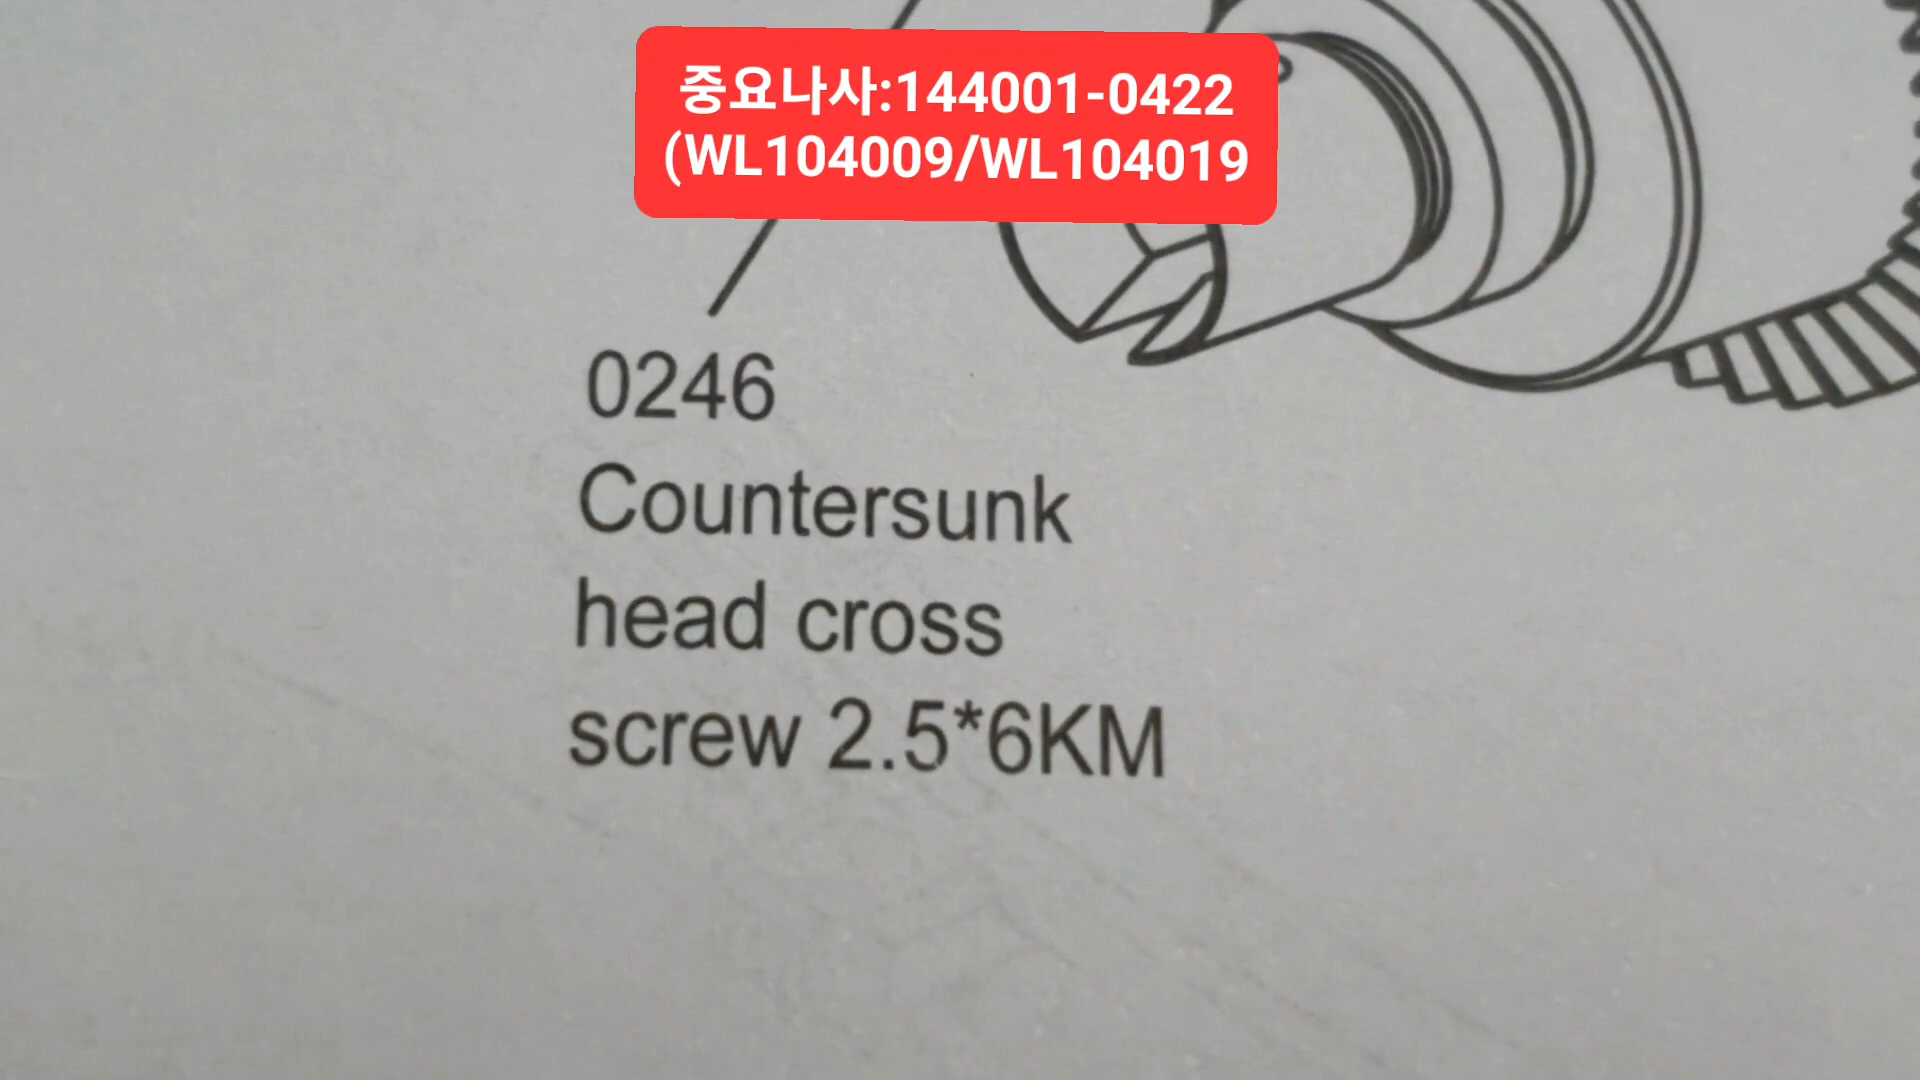 중요나사:144001-0422
(WL104009/WL104019
0246
Countersunk
head cross
screw 2.5*6KM